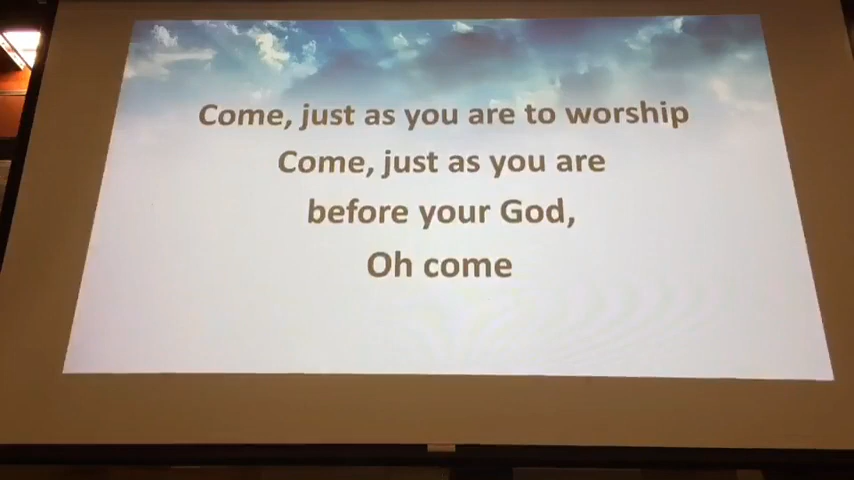 Come, just as you are to worship
Come, just as you are
before your God,
Oh come